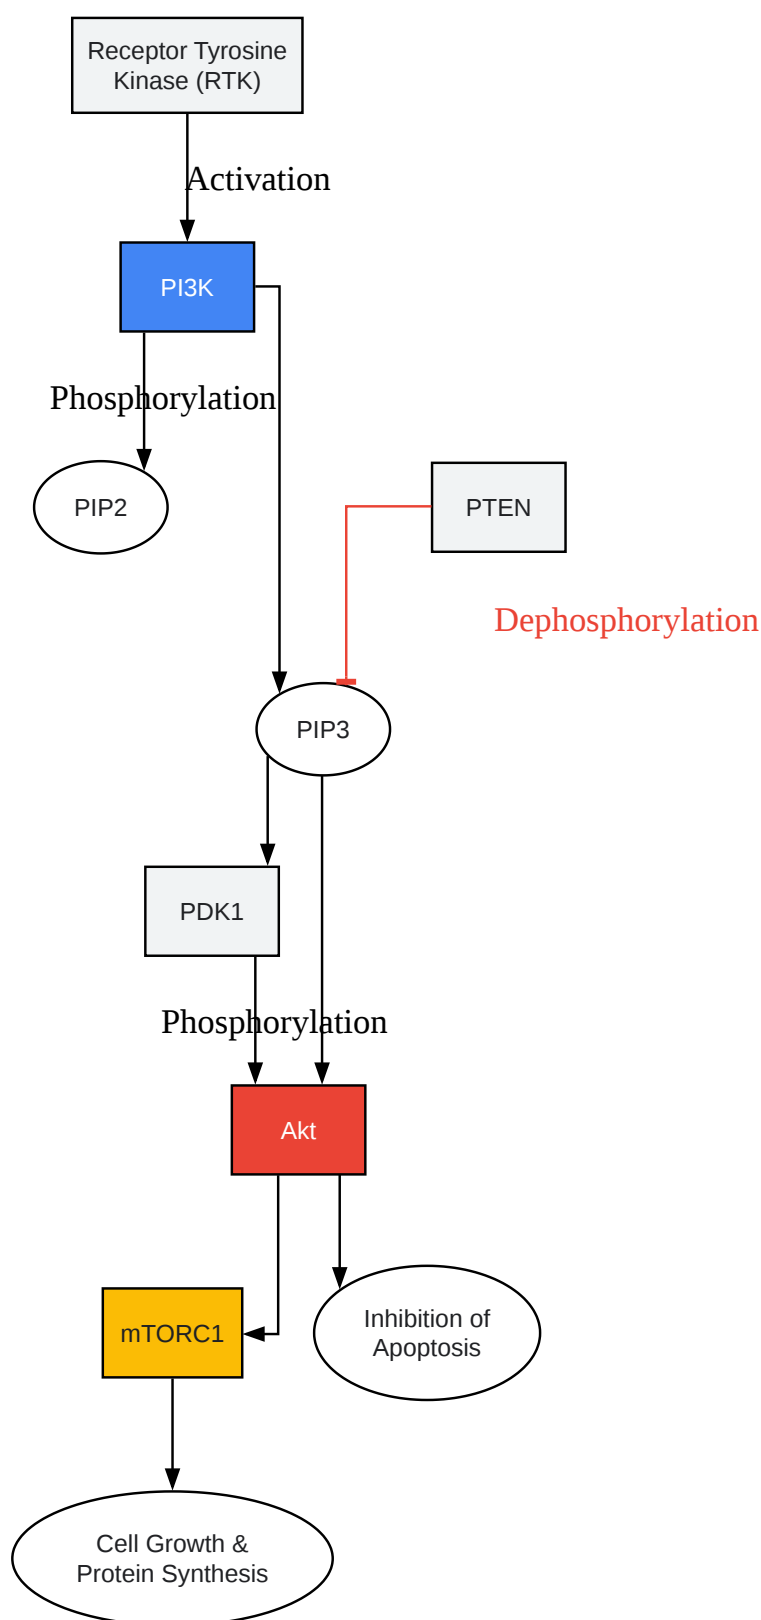 Receptor Tyrosine
Kinase (RTK)
Activation
PI3K
Phosphorylation
PIP2
PTEN
Dephosphorylation
PIP3
PDK1
Phosphorylation
Akt
mTORC1
Inhibition of
Apoptosis
Cell Growth &
Protein Synthesis